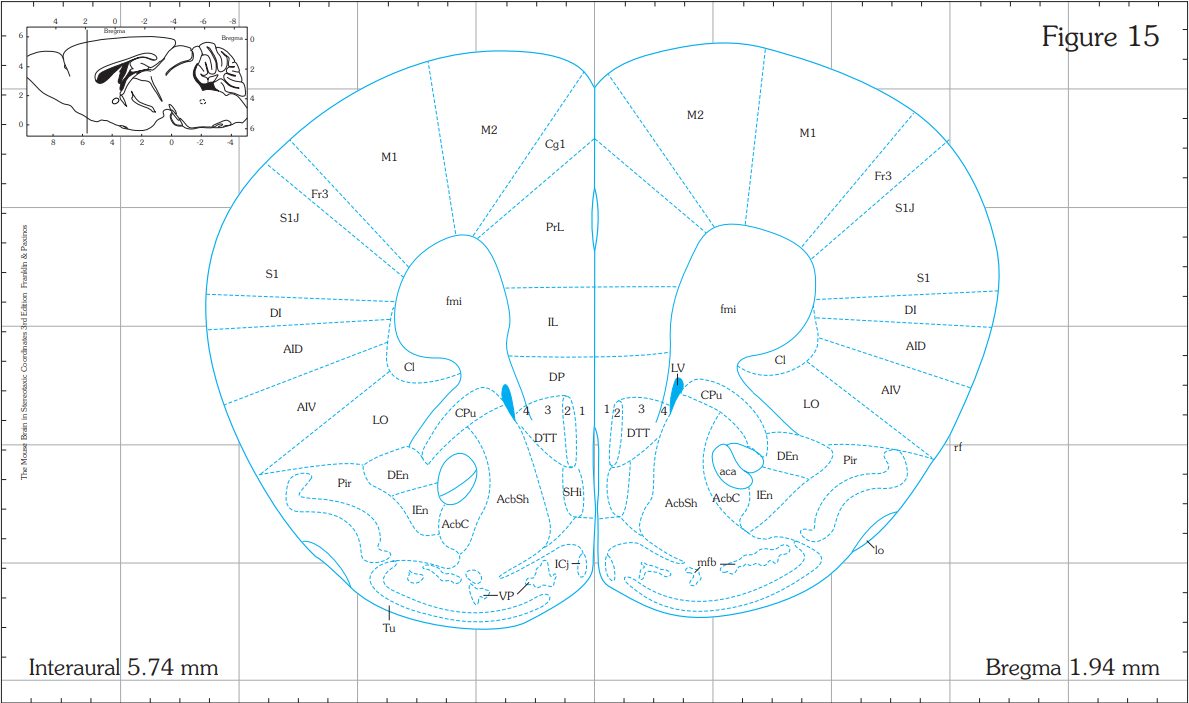 4 2 0 -2 -4 -6 -8
Bregma
Bregma
6 4 2 0
0 2 4 6
8 6 4 2 0 -2 -4
Figure 15
The Mouse Brain in Stereotaxic Coordinates 3rd Edition Franklin & Paxinos
M2 M2
M1 Cg1 M1
Fr3 Fr3
S1J PrL S1J
S1 S1
fmi fmi
DI IL DI
AID AID
Cl DP LV Cl
AIV LO CPu CPu LO AIV
4 3 2 1 1 2 3 4
DTT DTT
rf
Pir DEn aca DEn Pir
IEn AcbC AcbSh SHi AcbSh AcbC IEn
lo
ICj mfb
VP
Tu
Interaural 5.74 mm
Bregma 1.94 mm